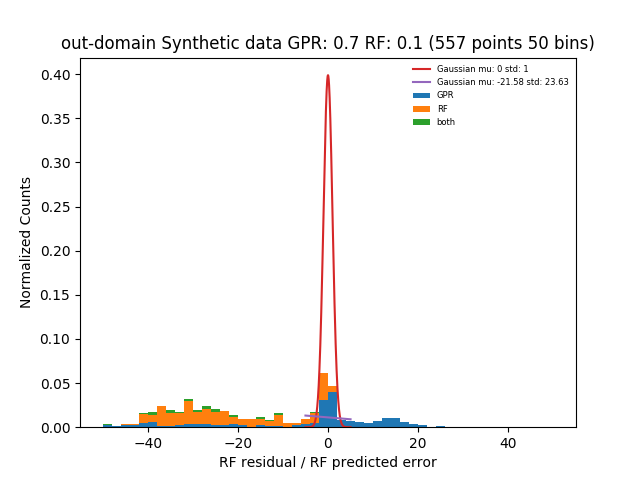 out-domain Synthetic data GPR: 0.7 RF: 0.1 (557 points 50 bins)
Gaussian mu: 0 std: 1
Gaussian mu: -21.58 std: 23.63
GPR
RF
both
Normalized Counts
0.40
0.35
0.30
0.25
0.20
0.15
0.10
0.05
0.00
−40 −20 0 20 40
RF residual / RF predicted error